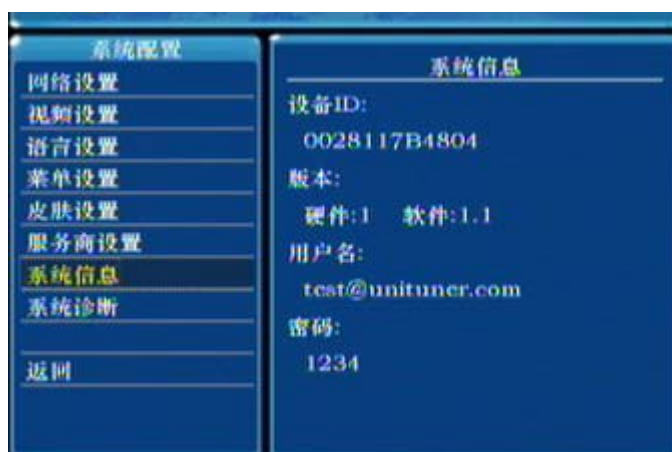 系统配置
网络设置
视频设置
语言设置
菜单设置
皮肤设置
服务商设置
系统信息
系统诊断
返回
系统信息
设备ID:
0028117B4804
版本:
硬件:1 软件:1.1
用户名:
test@unituner.com
密码:
1234